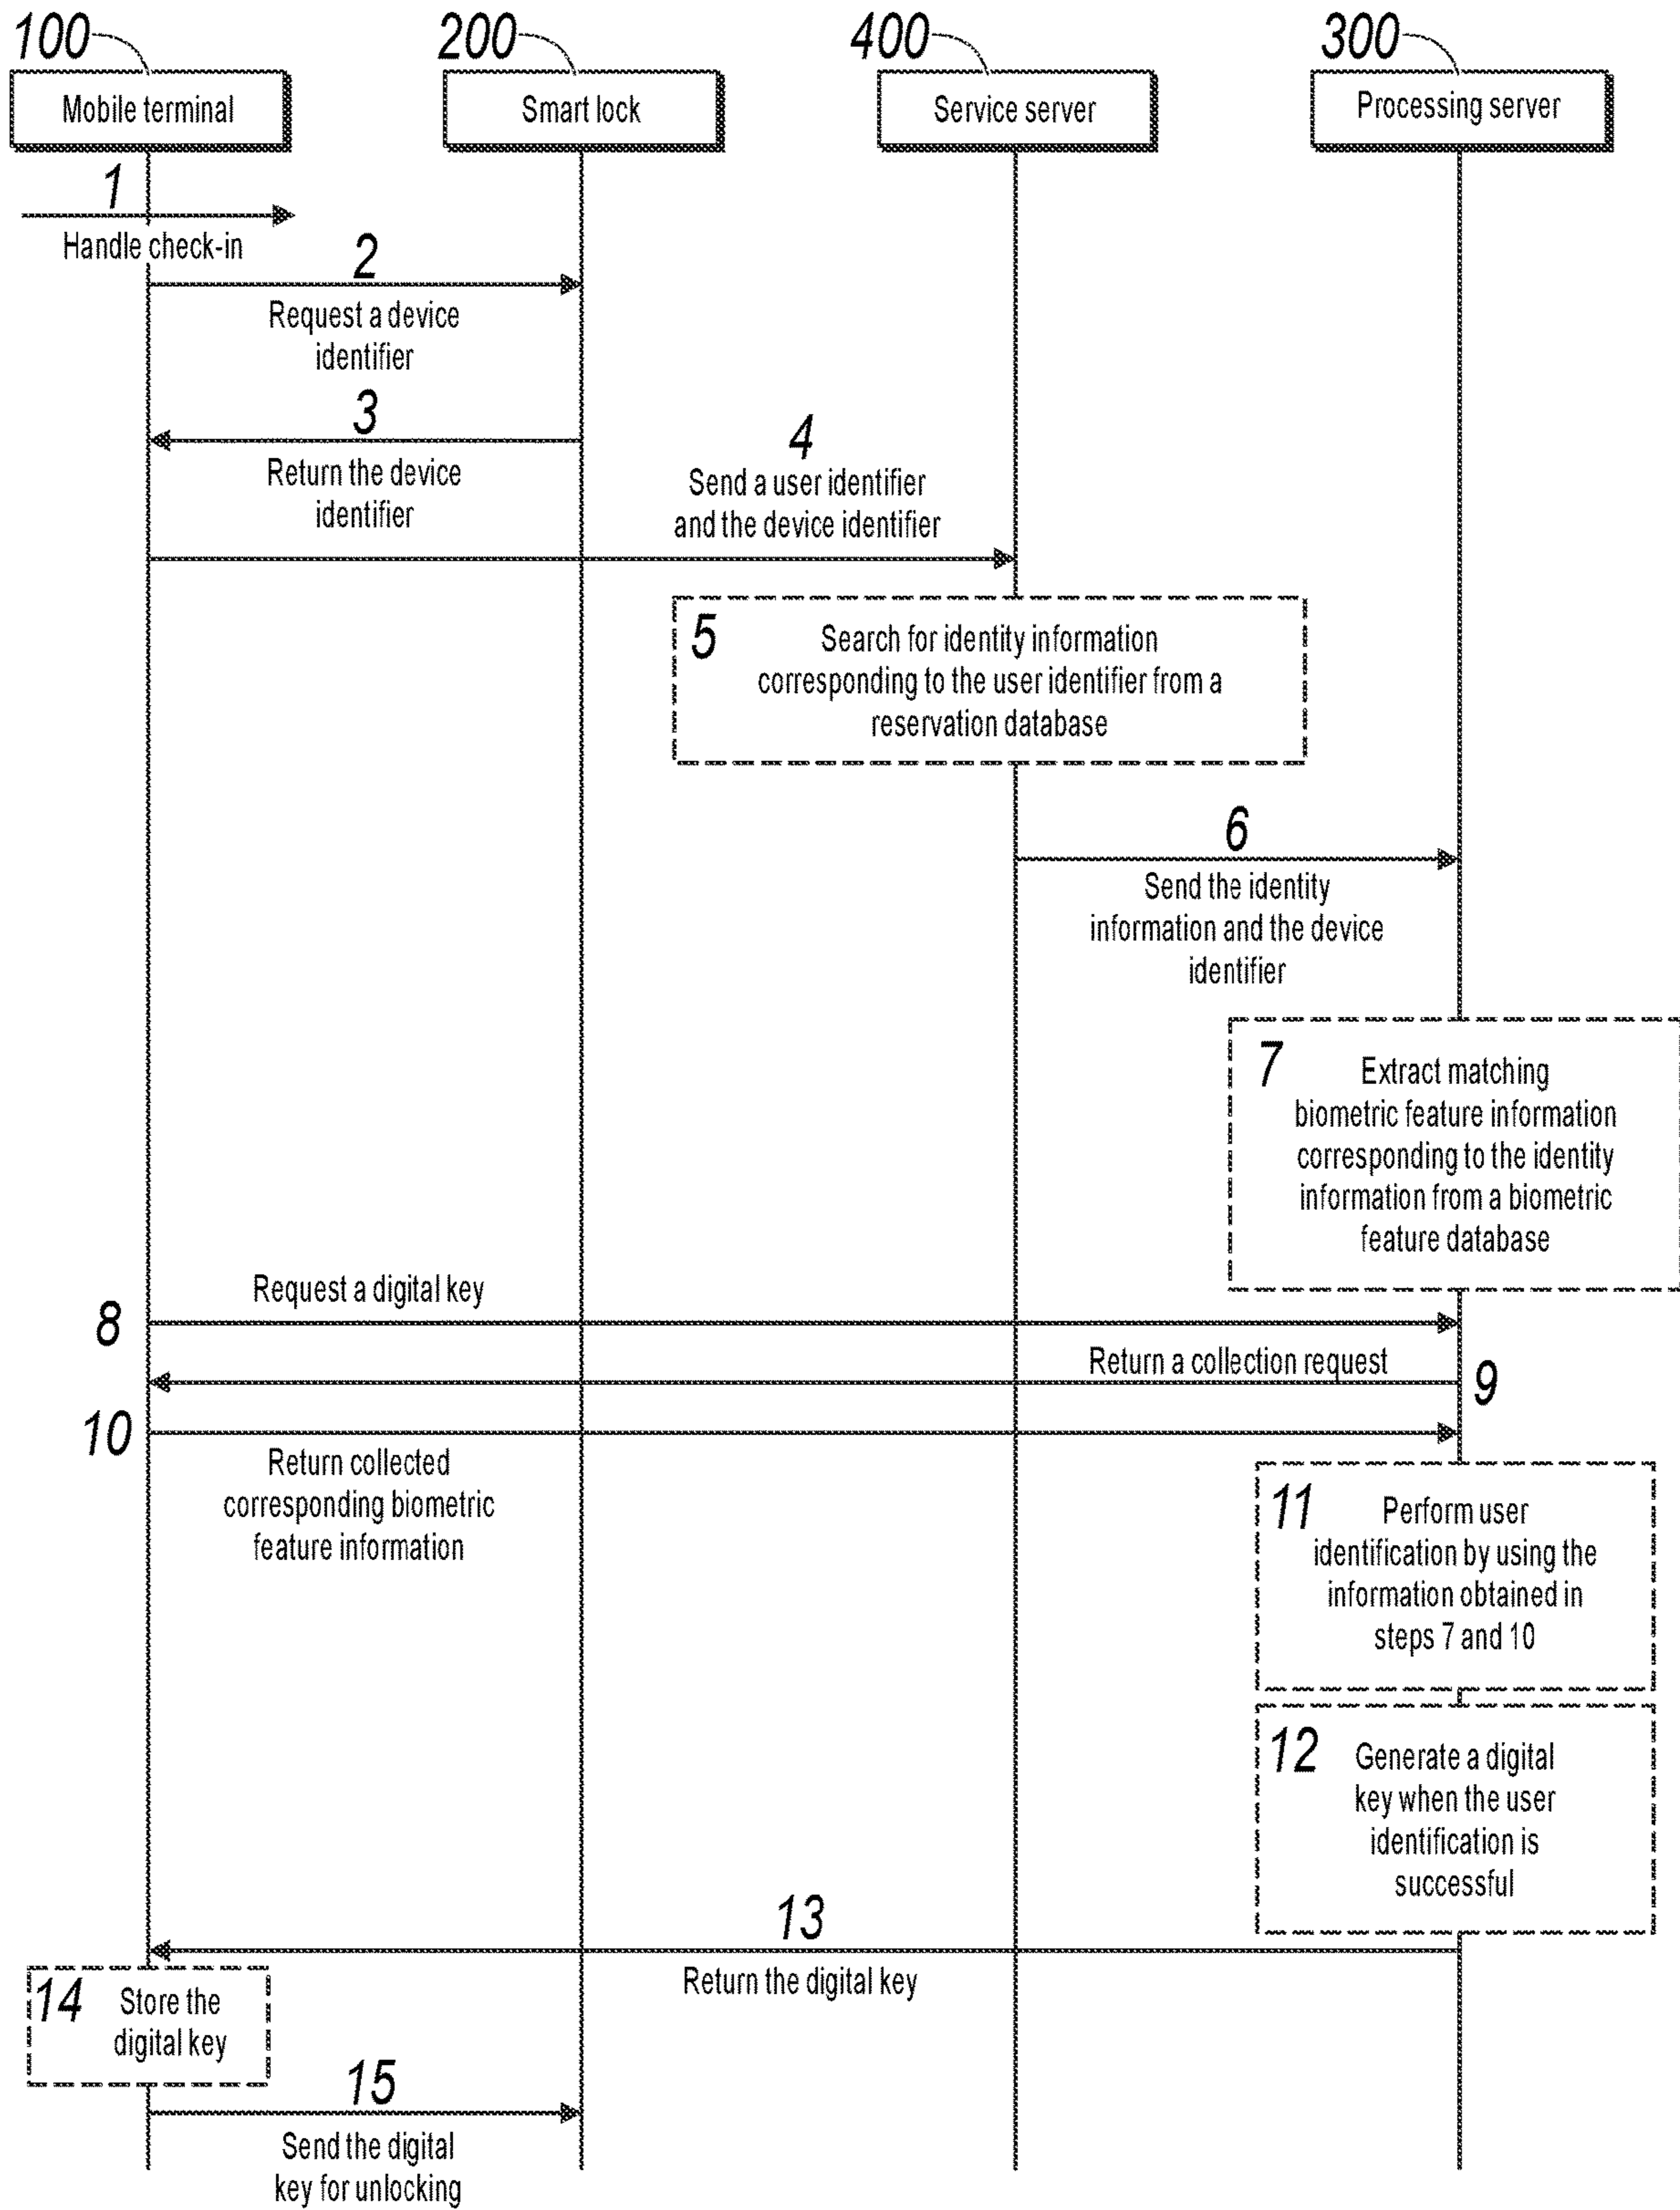 100
200
400
300
Mobile terminal
Smart lock
Service server
Processing server
1
Handle check-in
2
Request a device
identifier
3
Return the device
identifier
4
Send a user identifier
and the device identifier
5
Search for identity information
corresponding to the user identifier from a
reservation database
6
Send the identity
information and the device
identifier
7
Extract matching
biometric feature information
corresponding to the identity
information from a biometric
feature database
Request a digital key
8
Return a collection request
9
10
Return collected
corresponding biometric
feature information
11
Perform user
identification by using the
information obtained in
steps 7 and 10
12
Generate a digital
key when the user
identification is
successful
13
Return the digital key
14
Store the
digital key
15
Send the digital
key for unlocking